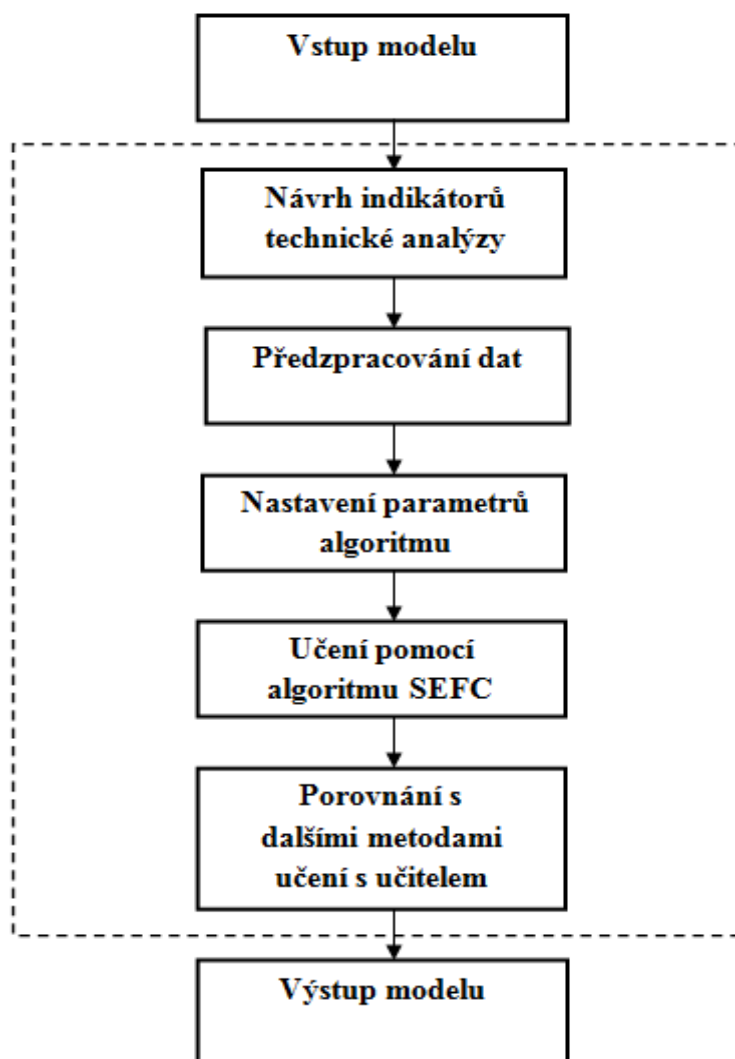 Vstup modelu
Návrh indikátorů
technické analýzy
Předzpracování dat
Nastavení parametrů
algoritmu
Učení pomocí
algoritmu SEFC
Porovnání s
dalšími metodami
učení s učitelem
Výstup modelu